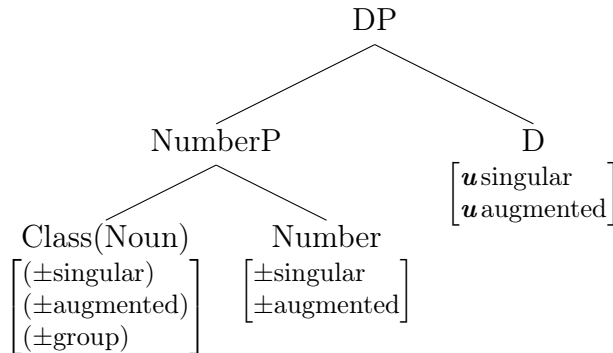 DP
NumberP D
[u singular
u augmented]
Class(Noun) Number
[(±singular)
(±augmented)
(±group)]
[±singular
±augmented]